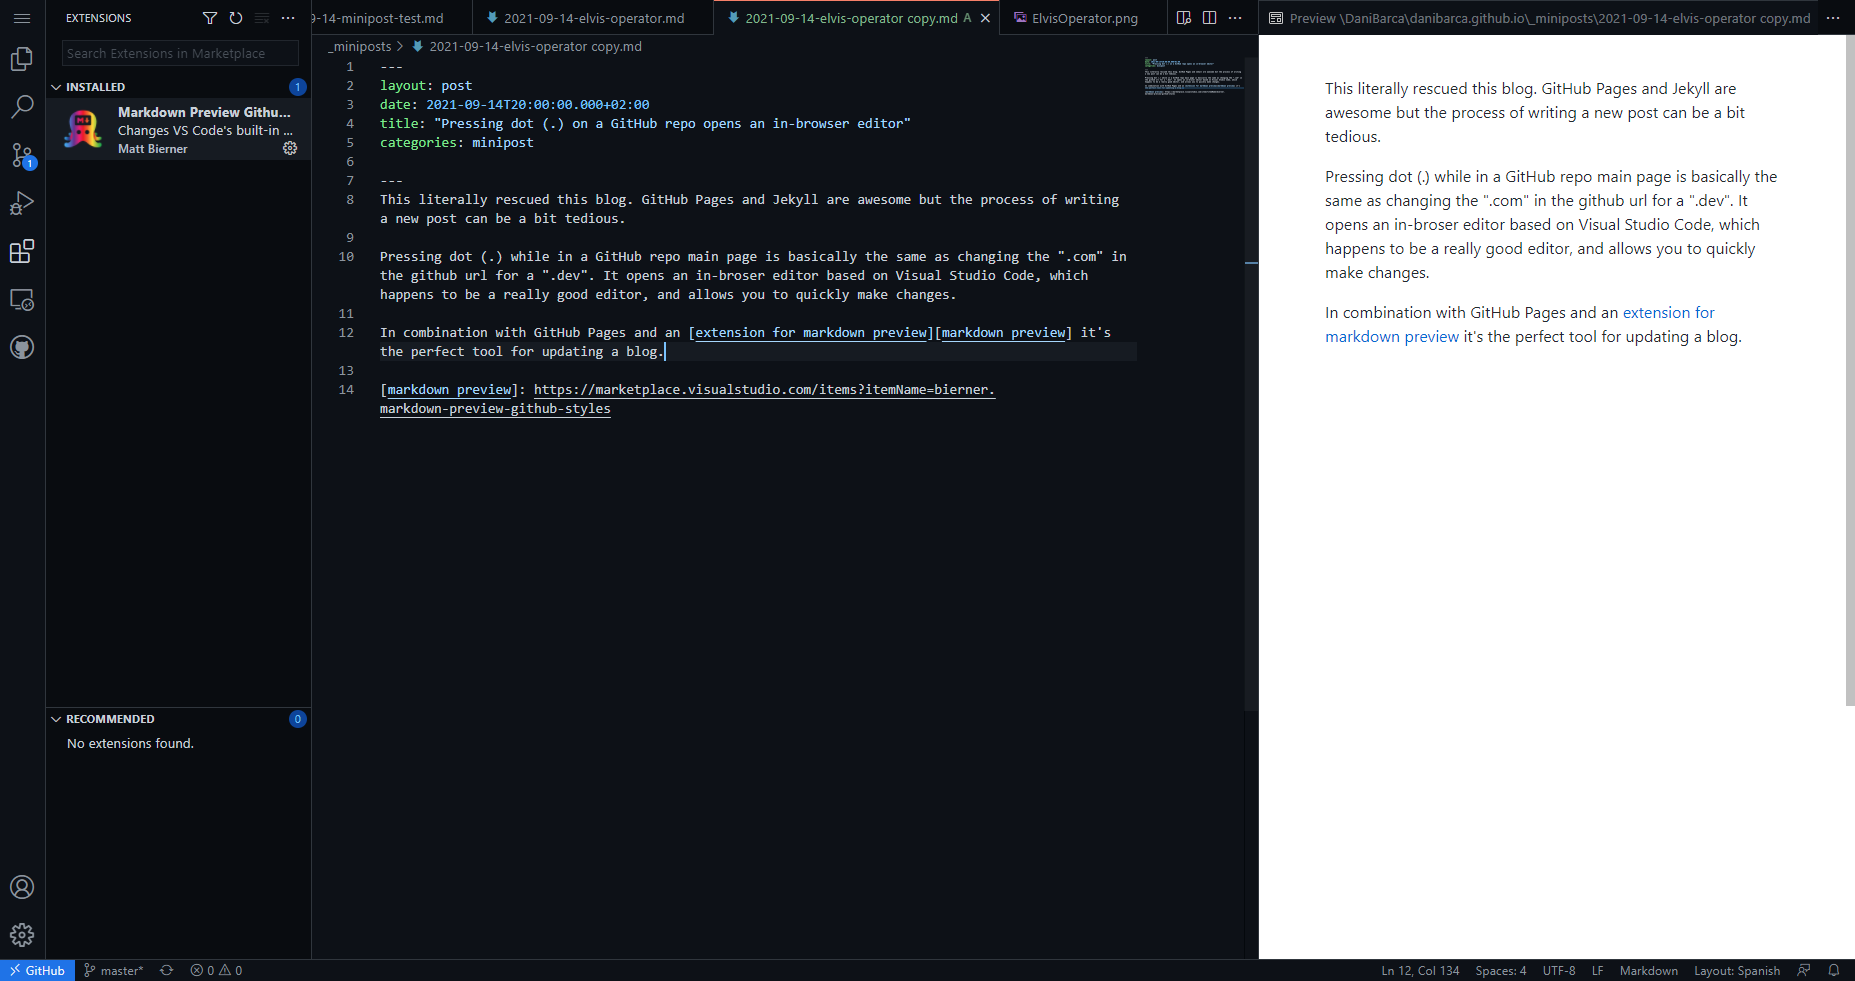 EXTENSIONS
Search Extensions in Marketplace
INSTALLED
1
Markdown Preview Githu...
Changes VS Code's built-in ...
Matt Bierner
1
RECOMMENDED
0
No extensions found.
9-14-minipost-test.md
2021-09-14-elvis-operator.md
2021-09-14-elvis-operator copy.md A
ElvisOperator.png
_miniposts > 2021-09-14-elvis-operator copy.md
1 ---
2 layout: post
3 date: 2021-09-14T20:00:00.000+02:00
4 title: "Pressing dot (.) on a GitHub repo opens an in-browser editor"
5 categories: minipost
6
7 ---
8 This literally rescued this blog. GitHub Pages and Jekyll are awesome but the process of writing
a new post can be a bit tedious.
9
10 Pressing dot (.) while in a GitHub repo main page is basically the same as changing the ".com" in
the github url for a ".dev". It opens an in-broser editor based on Visual Studio Code, which
happens to be a really good editor, and allows you to quickly make changes.
11
12 In combination with GitHub Pages and an [extension for markdown preview][markdown preview] it's
the perfect tool for updating a blog.
13
14 [markdown preview]: https://marketplace.visualstudio.com/items?itemName=bierner.
markdown-preview-github-styles
Preview \DaniBarca\danibarca.github.io\_miniposts\2021-09-14-elvis-operator copy.md
This literally rescued this blog. GitHub Pages and Jekyll are
awesome but the process of writing a new post can be a bit
tedious.
Pressing dot (.) while in a GitHub repo main page is basically the
same as changing the ".com" in the github url for a ".dev". It
opens an in-broser editor based on Visual Studio Code, which
happens to be a really good editor, and allows you to quickly
make changes.
In combination with GitHub Pages and an extension for
markdown preview it's the perfect tool for updating a blog.
GitHub
master*
0
0
Ln 12, Col 134
Spaces: 4
UTF-8
LF
Markdown
Layout: Spanish